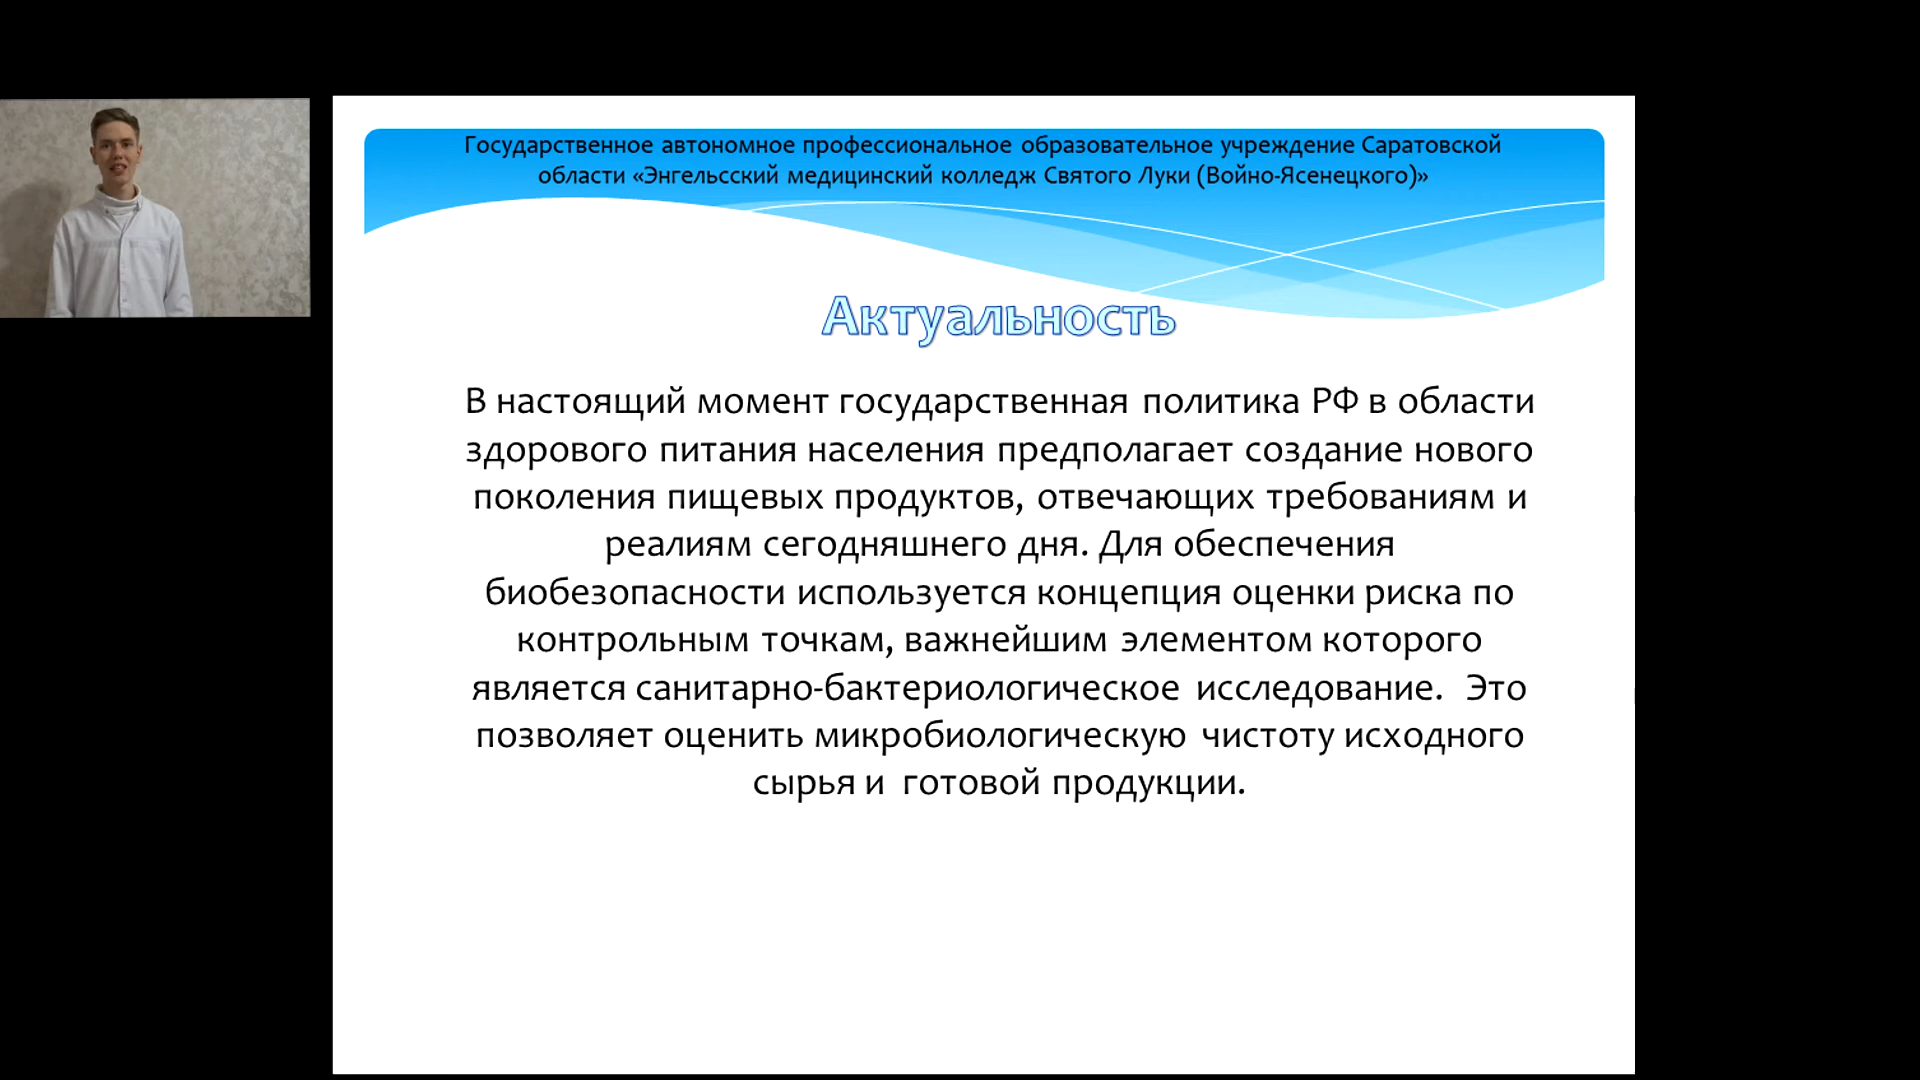 Государственное автономное профессиональное образовательное учреждение Саратовской
области «Энгельсский медицинский колледж Святого Луки (Войно-Ясенецкого)»
Актуальность
В настоящий момент государственная политика РФ в области
здорового питания населения предполагает создание нового
поколения пищевых продуктов, отвечающих требованиям и
реалиям сегодняшнего дня. Для обеспечения
биобезопасности используется концепция оценки риска по
контрольным точкам, важнейшим элементом которого
является санитарно-бактериологическое исследование. Это
позволяет оценить микробиологическую чистоту исходного
сырья и готовой продукции.